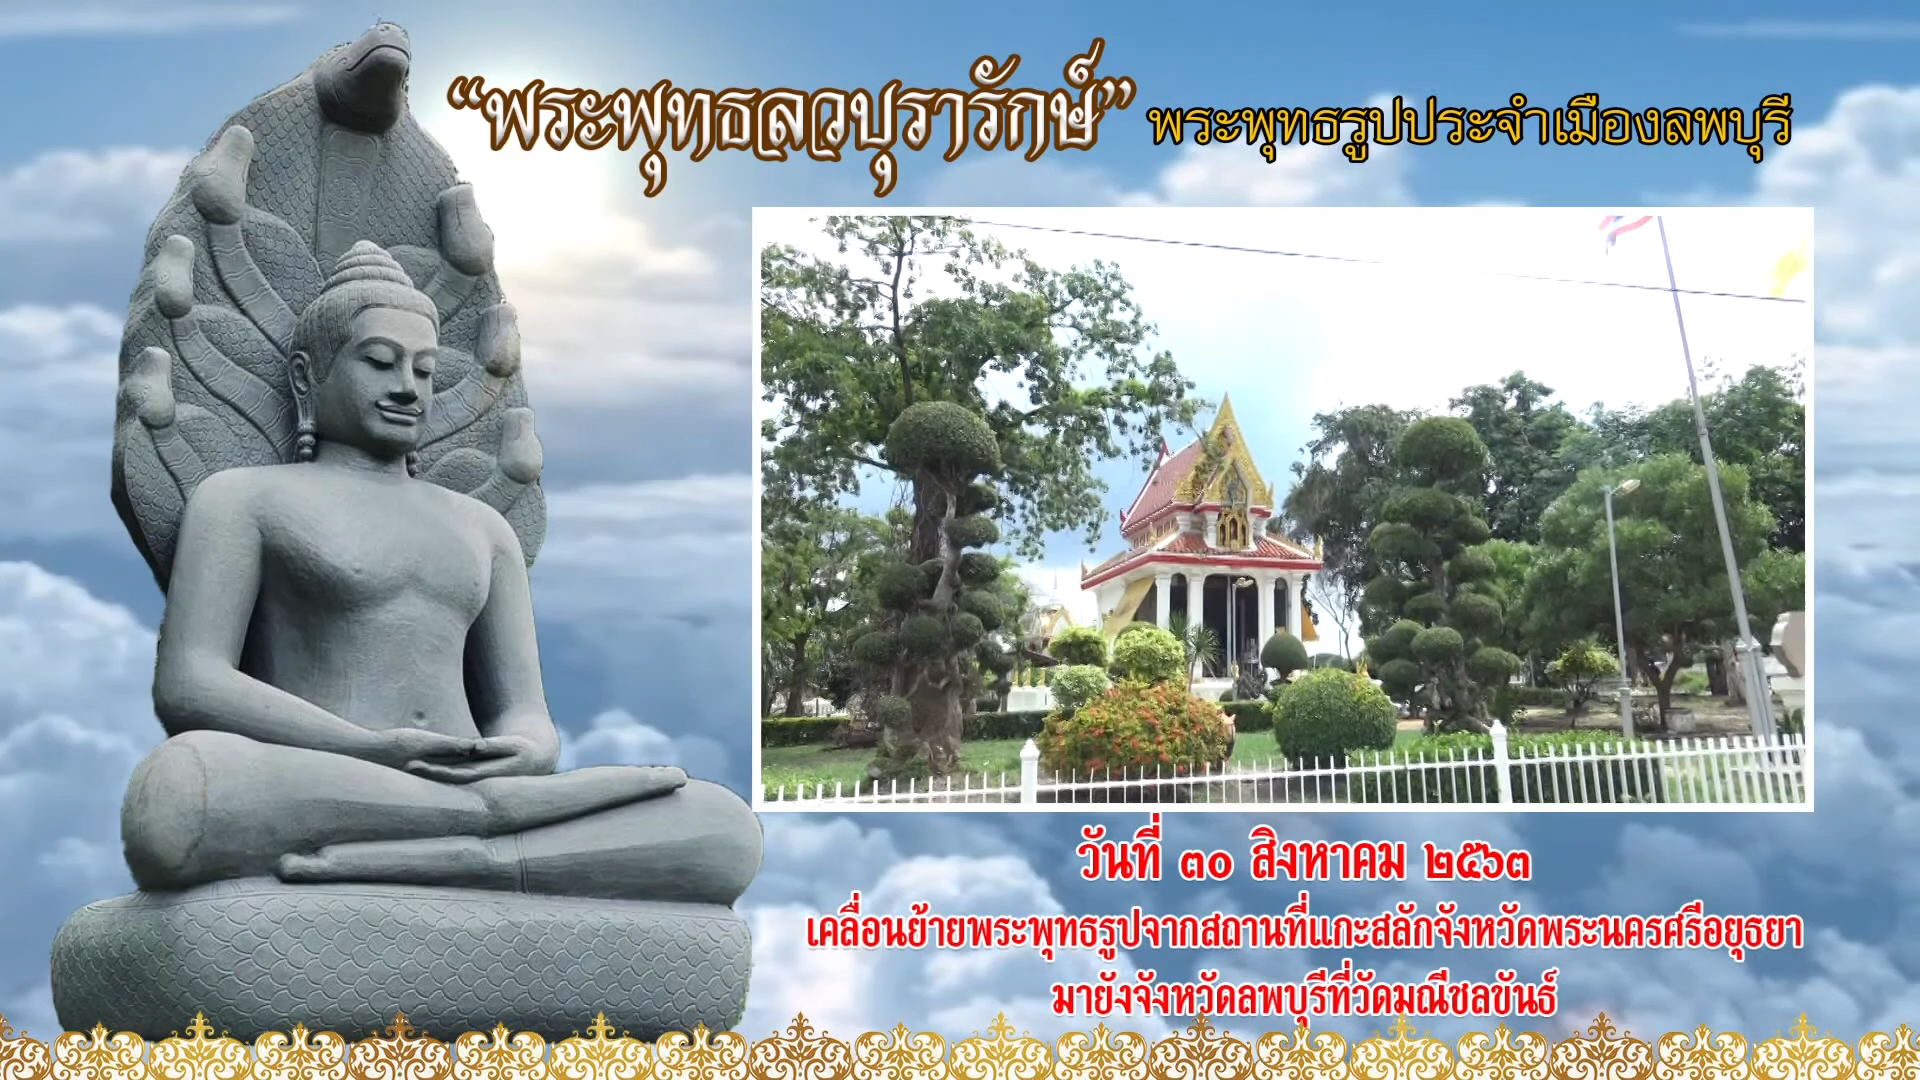 “พระพุทธลวปุรารักษ์” พระพุทธรูปประจำเมืองลพบุรี
วันที่ ๓๐ สิงหาคม ๒๕๖๓
เคลื่อนย้ายพระพุทธรูปจากสถานที่แกะสลักจังหวัดพระนครศรีอยุธยา
มายังจังหวัดลพบุรีที่วัดมณีชลขันธ์